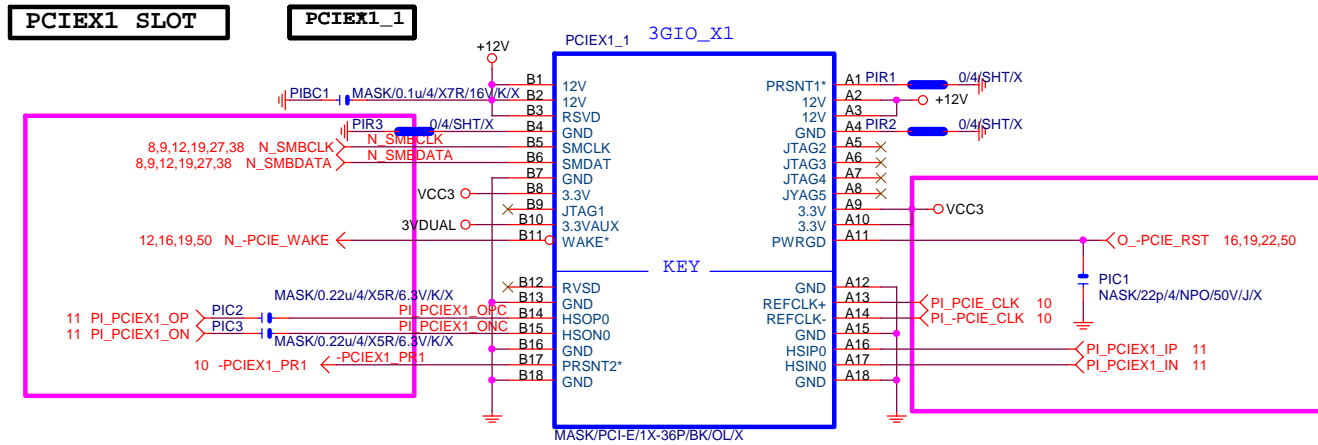 PCIEX1 SLOT
PCIEX1_1
PCIEX1_1 3GIO_X1
+12V
PIBC1 MASK/0.1u/4/X7R/16V/K/X
B1 12V
B2 12V
B3 RSVD
PIR3 0/4/SHT/X B4 GND
8,9,12,19,27,38 N_SMBCLK N_SMBCLK B5 SMCLK
8,9,12,19,27,38 N_SMBDATA N_SMBDATA B6 SMDAT
B7 GND
VCC3 B8 3.3V
B9 JTAG1
3VDUAL B10 3.3VAUX
12,16,19,50 N_-PCIE_WAKE B11 WAKE*
KEY
B12 RVSD
MASK/0.22u/4/X5R/6.3V/K/X B13 GND
11 PI_PCIEX1_OP PIC2 PI_PCIEX1_OPC B14 HSOP0
11 PI_PCIEX1_ON PIC3 PI_PCIEX1_ONC B15 HSON0
MASK/0.22u/4/X5R/6.3V/K/X B16 GND
10 -PCIEX1_PR1 -PCIEX1_PR1 B17 PRSNT2*
B18 GND
PRSNT1* A1 PIR1 0/4/SHT/X
12V A2 +12V
12V A3
GND A4 PIR2 0/4/SHT/X
JTAG2 A5
JTAG3 A6
JTAG4 A7
JYAG5 A8
3.3V A9 VCC3
3.3V A10
PWRGD A11 O_-PCIE_RST 16,19,22,50
PIC1
NASK/22p/4/NPO/50V/J/X
GND A12
REFCLK+ A13 PI_PCIE_CLK 10
REFCLK- A14 PI_-PCIE_CLK 10
GND A15
HSIP0 A16 PI_PCIEX1_IP 11
HSIN0 A17 PI_PCIEX1_IN 11
GND A18
MASK/PCI-E/1X-36P/BK/OL/X